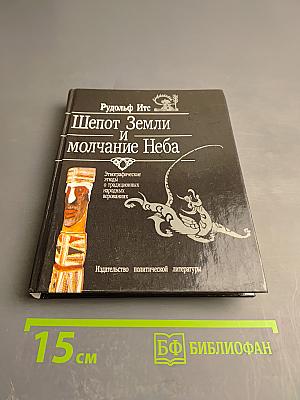 Рудольф Итс
Шепот Земли
и
молчание Неба
Этнографические
этюды
о традиционных
народных
верованиях
Издательство политической литературы
15 см
БФ БИБЛИОФАН